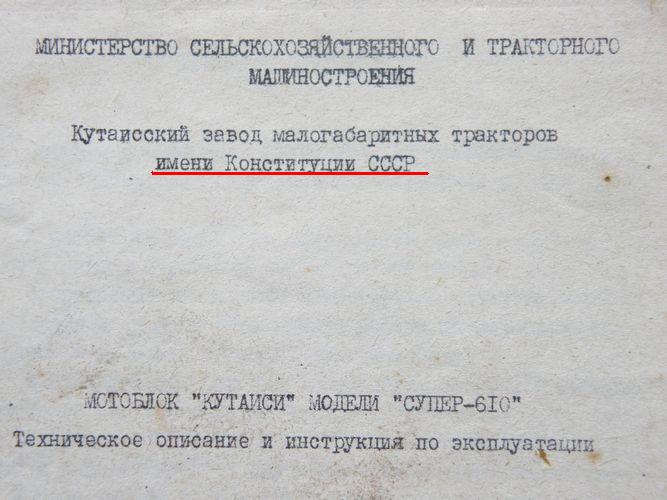 МИНИСТЕРСТВО СЕЛЬСКОХОЗЯЙСТВЕННОГО И ТРАКТОРНОГО
МАШИНОСТРОЕНИЯ
Кутаисский завод малогабаритных тракторов
имени Конституции СССР
МОТОБЛОК "КУТАИСИ" МОДЕЛИ "СУПЕР-610"
Техническое описание и инструкция по эксплуатации